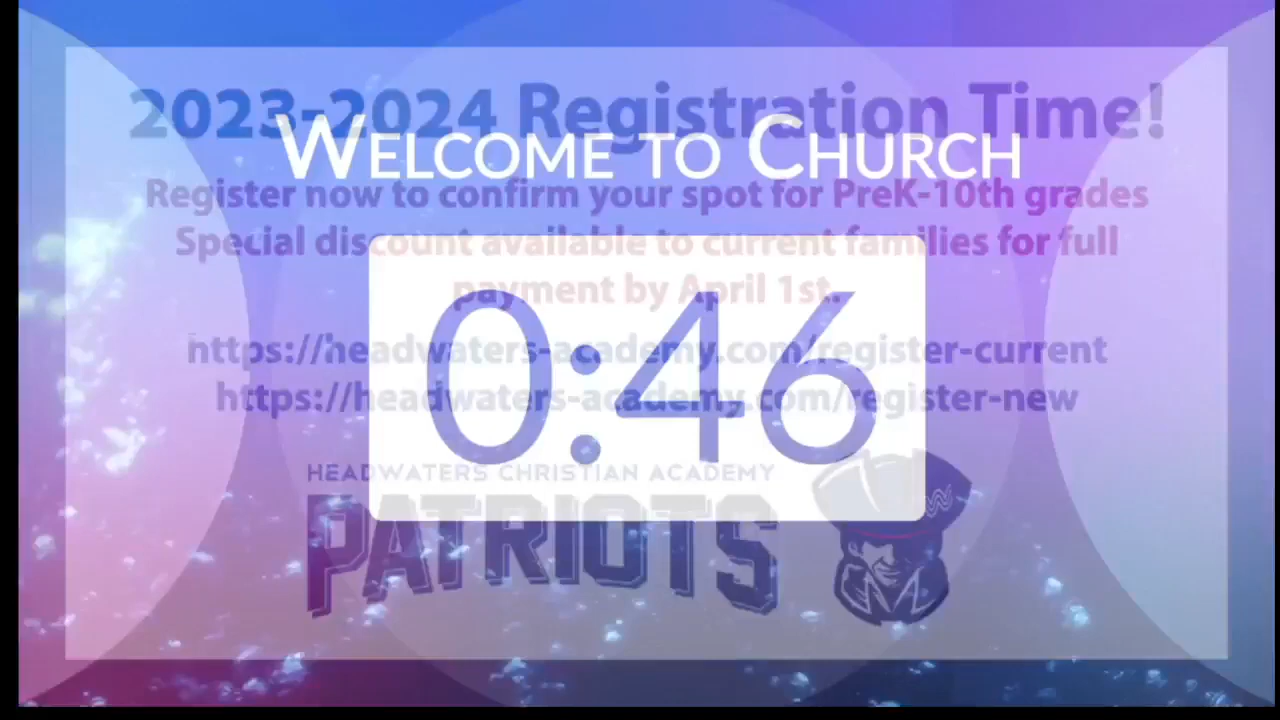 2023-2024 Registration Time!
WELCOME TO CHURCH
Register now to confirm your spot for PreK-10th grades
Special discount available to current families for full
payment by April 1st.
0:46
https://headwaters-academy.com/register-current
https://headwaters-academy.com/register-new
HEADWATERS CHRISTIAN ACADEMY
PATRIOTS